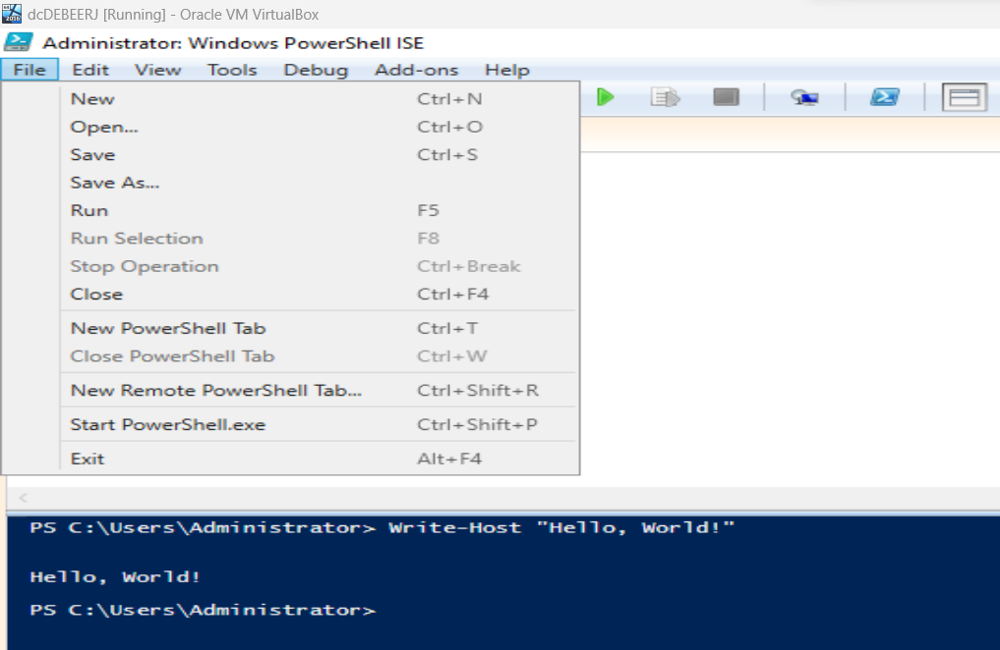 dcDEBEERJ [Running] - Oracle VM VirtualBox
Administrator: Windows PowerShell ISE
File Edit View Tools Debug Add-ons Help
New Ctrl+N
Open... Ctrl+O
Save Ctrl+S
Save As...
Run F5
Run Selection F8
Stop Operation Ctrl+Break
Close Ctrl+F4
New PowerShell Tab Ctrl+T
Close PowerShell Tab Ctrl+W
New Remote PowerShell Tab... Ctrl+Shift+R
Start PowerShell.exe Ctrl+Shift+P
Exit Alt+F4
PS C:\Users\Administrator> Write-Host "Hello, World!"
Hello, World!
PS C:\Users\Administrator>